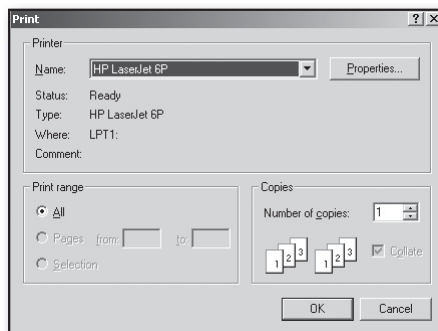 Print
Printer
Name: HP LaserJet 6P Properties...
Status: Ready
Type: HP LaserJet 6P
Where: LPT1:
Comment:
Print range
All
Pages from: to:
Selection
Copies
Number of copies: 1
1 2 3 1 2 3 Collate
OK Cancel